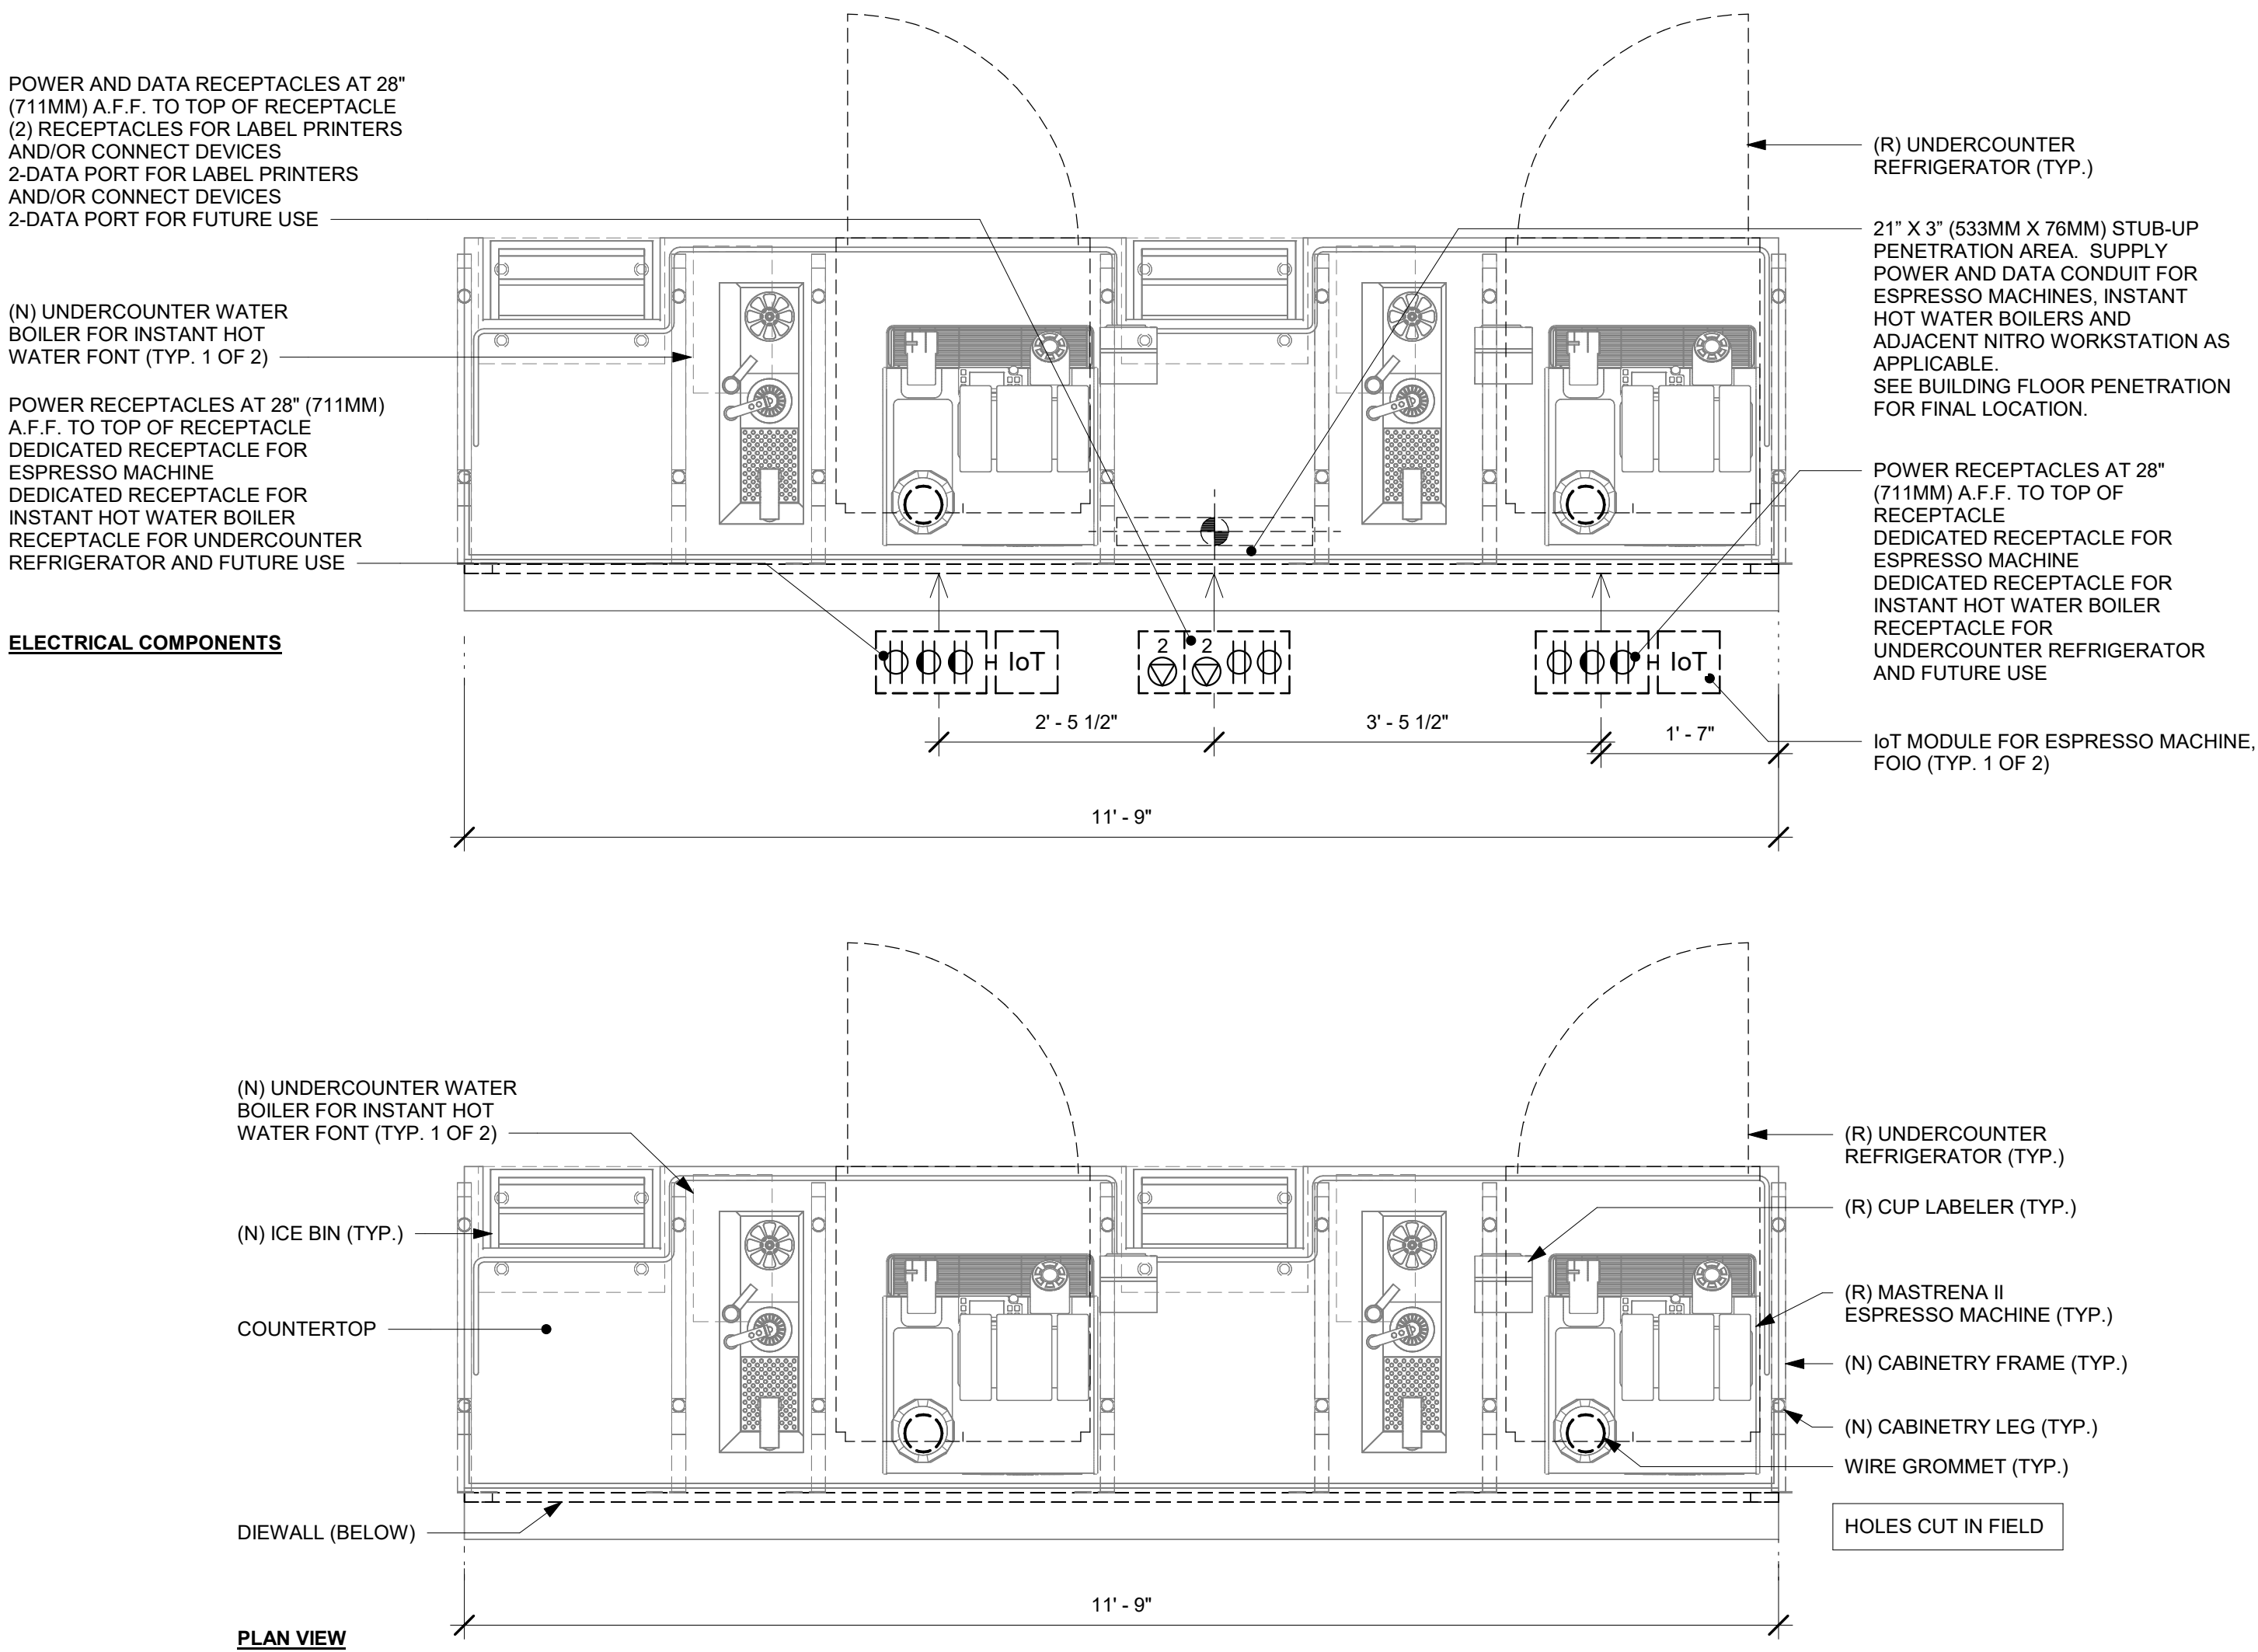 POWER AND DATA RECEPTACLES AT 28"
(711MM) A.F.F. TO TOP OF RECEPTACLE
(2) RECEPTACLES FOR LABEL PRINTERS
AND/OR CONNECT DEVICES
2-DATA PORT FOR LABEL PRINTERS
AND/OR CONNECT DEVICES
2-DATA PORT FOR FUTURE USE
(N) UNDERCOUNTER WATER
BOILER FOR INSTANT HOT
WATER FONT (TYP. 1 OF 2)
POWER RECEPTACLES AT 28" (711MM)
A.F.F. TO TOP OF RECEPTACLE
DEDICATED RECEPTACLE FOR
ESPRESSO MACHINE
DEDICATED RECEPTACLE FOR
INSTANT HOT WATER BOILER
RECEPTACLE FOR UNDERCOUNTER
REFRIGERATOR AND FUTURE USE
ELECTRICAL COMPONENTS
(R) UNDERCOUNTER
REFRIGERATOR (TYP.)
21” X 3” (533MM X 76MM) STUB-UP
PENETRATION AREA. SUPPLY
POWER AND DATA CONDUIT FOR
ESPRESSO MACHINES, INSTANT
HOT WATER BOILERS AND
ADJACENT NITRO WORKSTATION AS
APPLICABLE.
SEE BUILDING FLOOR PENETRATION
FOR FINAL LOCATION.
POWER RECEPTACLES AT 28"
(711MM) A.F.F. TO TOP OF
RECEPTACLE
DEDICATED RECEPTACLE FOR
ESPRESSO MACHINE
DEDICATED RECEPTACLE FOR
INSTANT HOT WATER BOILER
RECEPTACLE FOR
UNDERCOUNTER REFRIGERATOR
AND FUTURE USE
IoT MODULE FOR ESPRESSO MACHINE,
FOIO (TYP. 1 OF 2)
IoT
2
2
IoT
2' - 5 1/2"
3' - 5 1/2"
1' - 7"
11' - 9"
(N) UNDERCOUNTER WATER
BOILER FOR INSTANT HOT
WATER FONT (TYP. 1 OF 2)
(N) ICE BIN (TYP.)
COUNTERTOP
DIEWALL (BELOW)
(R) UNDERCOUNTER
REFRIGERATOR (TYP.)
(R) CUP LABELER (TYP.)
(R) MASTRENA II
ESPRESSO MACHINE (TYP.)
(N) CABINETRY FRAME (TYP.)
(N) CABINETRY LEG (TYP.)
WIRE GROMMET (TYP.)
HOLES CUT IN FIELD
11' - 9"
PLAN VIEW